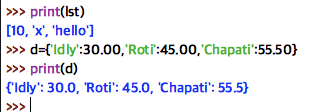 >>> print(lst)
[10, 'x', 'hello']
>>> d={'Idly':30.00,'Roti':45.00,'Chapati':55.50}
>>> print(d)
{'Idly': 30.0, 'Roti': 45.0, 'Chapati': 55.5}
>>>